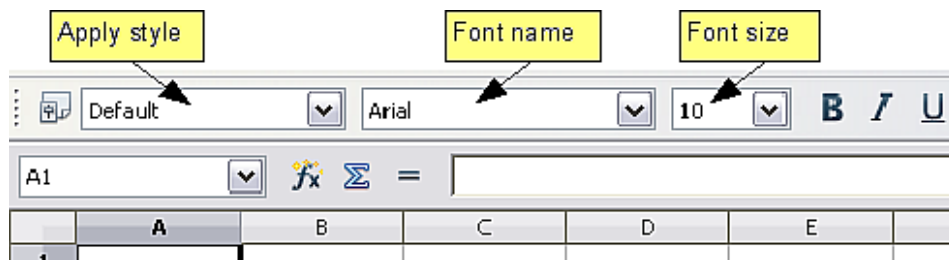 Apply style Font name Font size
Default Arial 10 B I U
A1 fx Σ =
A B C D E
1